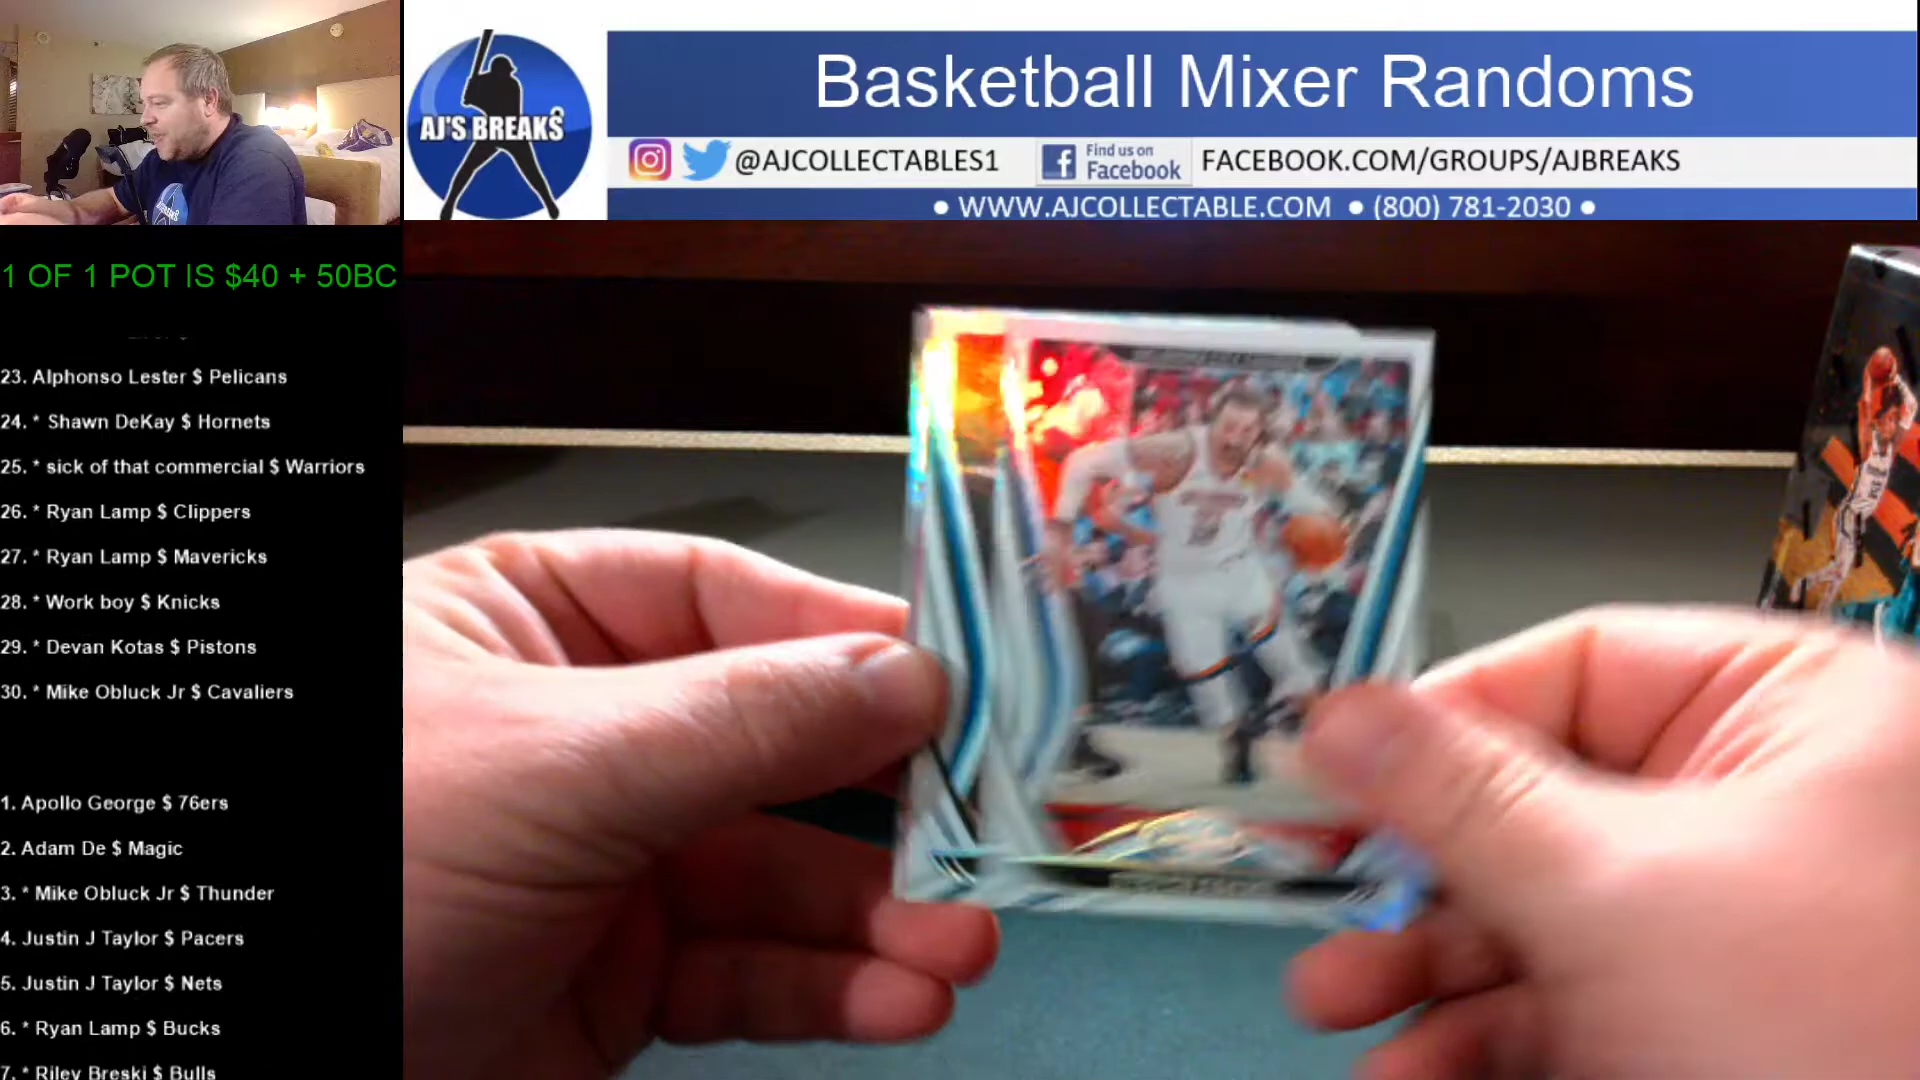 AJ'S BREAKS
Basketball Mixer Randoms
@AJCOLLECTABLES1
Find us on
Facebook
FACEBOOK.COM/GROUPS/AJBREAKS
• WWW.AJCOLLECTABLE.COM • (800) 781-2030 •
1 OF 1 POT IS $40 + 50BC
23. Alphonso Lester $ Pelicans
24. * Shawn DeKay $ Hornets
25. * sick of that commercial $ Warriors
26. * Ryan Lamp $ Clippers
27. * Ryan Lamp $ Mavericks
28. * Work boy $ Knicks
29. * Devan Kotas $ Pistons
30. * Mike Obluck Jr $ Cavaliers
1. Apollo George $ 76ers
2. Adam De $ Magic
3. * Mike Obluck Jr $ Thunder
4. Justin J Taylor $ Pacers
5. Justin J Taylor $ Nets
6. * Ryan Lamp $ Bucks
7. * Riley Breski $ Bulls